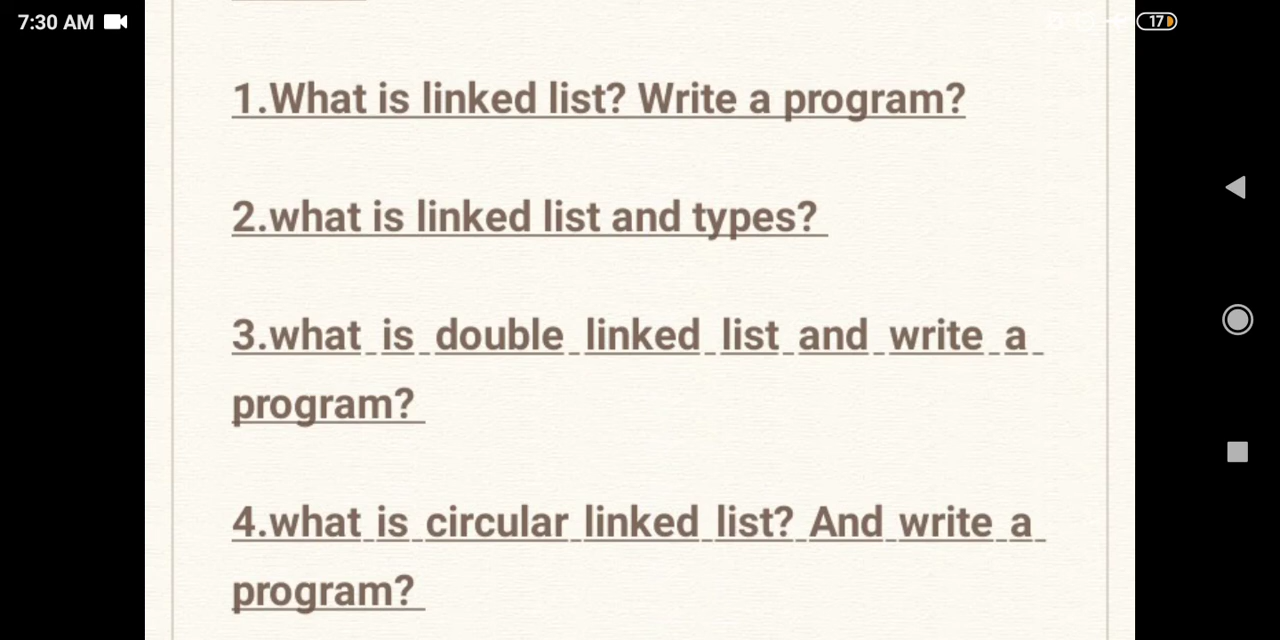 7:30 AM
17
1.What is linked list? Write a program?
2.what is linked list and types?
3.what is double linked list and write a
program?
4.what is circular linked list? And write a
program?